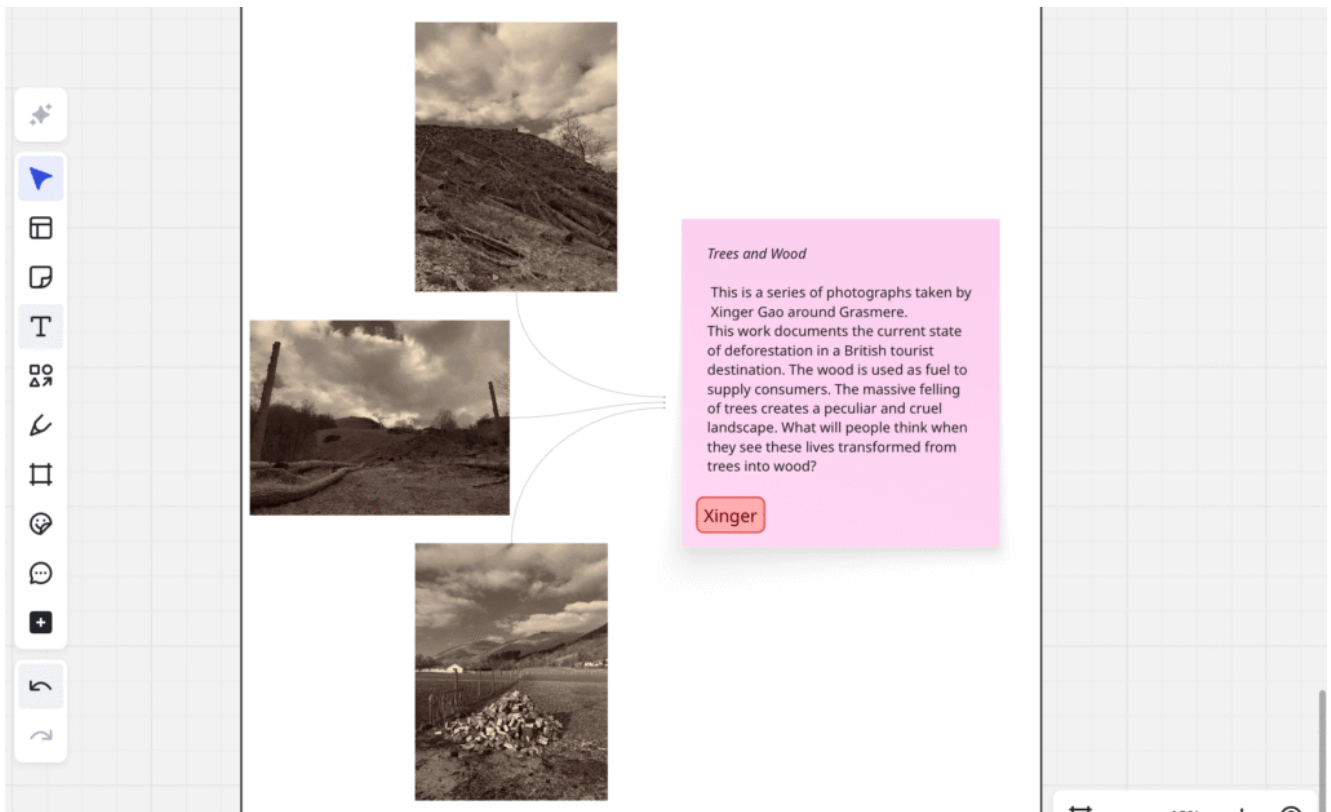 Trees and Wood
This is a series of photographs taken by
Xinger Gao around Grasmere.
This work documents the current state
of deforestation in a British tourist
destination. The wood is used as fuel to
supply consumers. The massive felling
of trees creates a peculiar and cruel
landscape. What will people think when
they see these lives transformed from
trees into wood?
Xinger